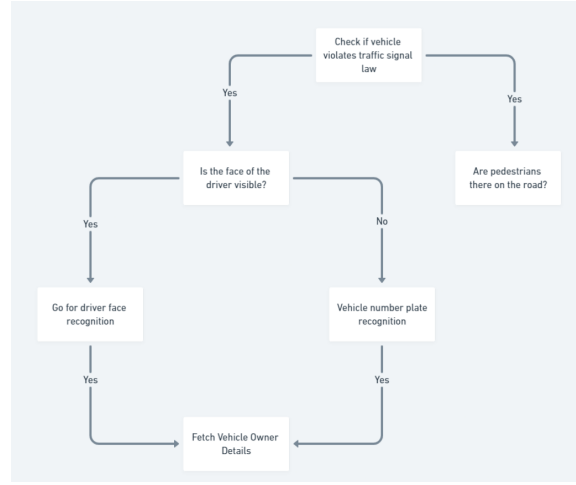 Check if vehicle
violates traffic signal
law
Yes
Yes
Is the face of the
driver visible?
Are pedestrians
there on the road?
Yes
No
Go for driver face
recognition
Vehicle number plate
recognition
Yes
Yes
Fetch Vehicle Owner
Details